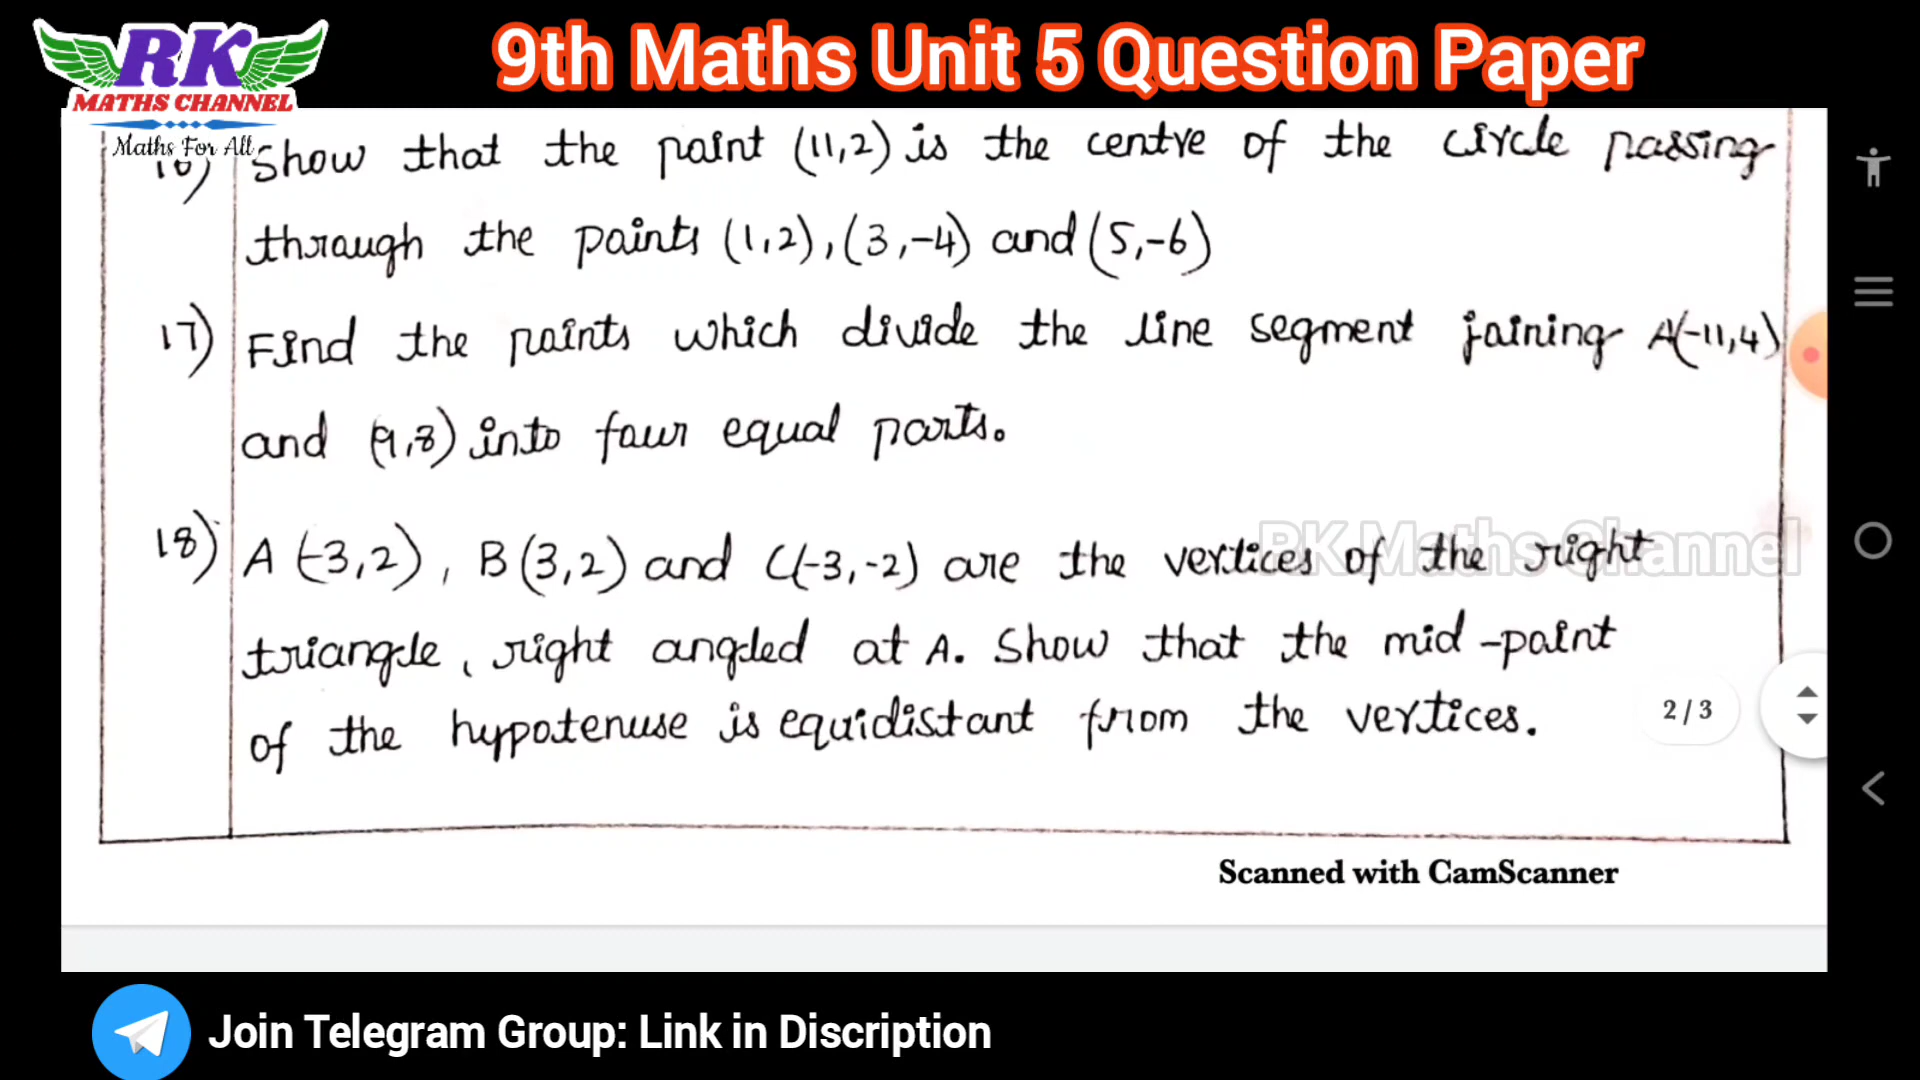 RK
MATHS CHANNEL
Maths For All
9th Maths Unit 5 Question Paper
16) Show that the point (11,2) is the centre of the circle passing
through the points (1,2), (3,-4) and (5,-6)
17) Find the points which divide the line segment joining A(-11,4)
and (9,8) into four equal parts.
RK Maths Channel
18) A (-3,2), B (3,2) and C(-3,-2) are the vertices of the right
triangle, right angled at A. Show that the mid-point
of the hypotenuse is equidistant from the vertices.
2/3
Scanned with CamScanner
Join Telegram Group: Link in Discription